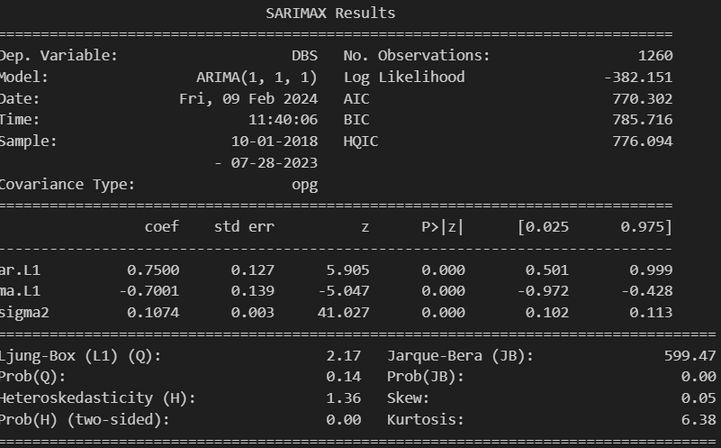 SARIMAX Results
==============================================================================
Dep. Variable: DBS No. Observations: 1260
Model: ARIMA(1, 1, 1) Log Likelihood -382.151
Date: Fri, 09 Feb 2024 AIC 770.302
Time: 11:40:06 BIC 785.716
Sample: 10-01-2018 HQIC 776.094
- 07-28-2023
Covariance Type: opg
==============================================================================
coef std err z P>|z| [0.025 0.975]
------------------------------------------------------------------------------
ar.L1 0.7500 0.127 5.905 0.000 0.501 0.999
ma.L1 -0.7001 0.139 -5.047 0.000 -0.972 -0.428
sigma2 0.1074 0.003 41.027 0.000 0.102 0.113
===================================================================================
Ljung-Box (L1) (Q): 2.17 Jarque-Bera (JB): 599.47
Prob(Q): 0.14 Prob(JB): 0.00
Heteroskedasticity (H): 1.36 Skew: 0.05
Prob(H) (two-sided): 0.00 Kurtosis: 6.38
===================================================================================